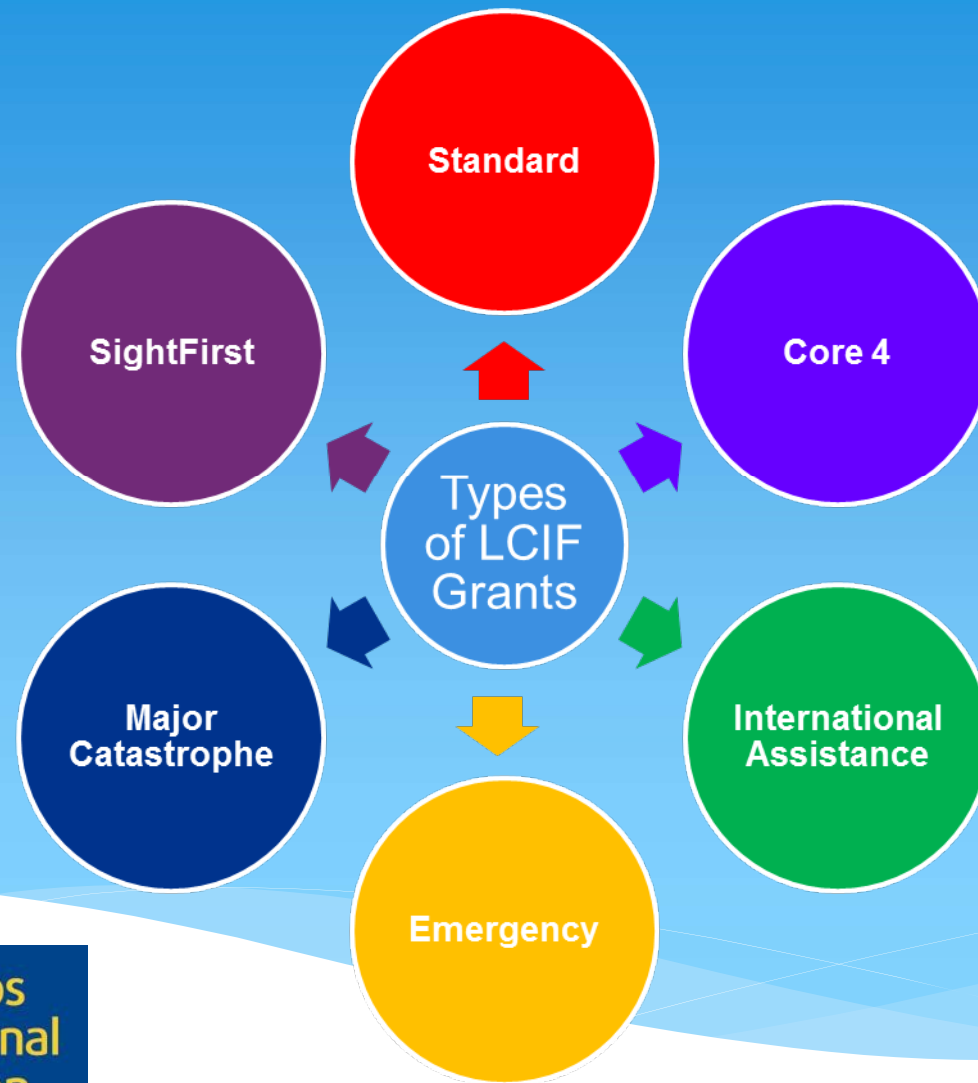 Standard
SightFirst
Core 4
Types
of LCIF
Grants
Major
Catastrophe
International
Assistance
Emergency